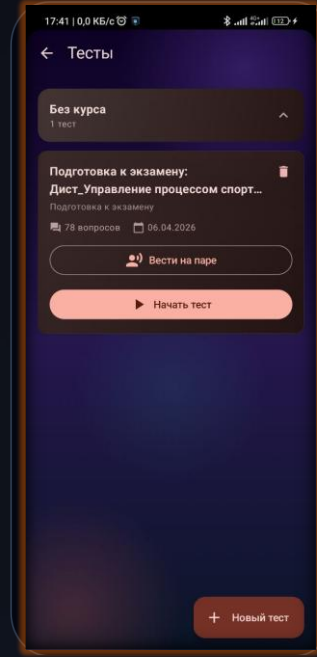 17:41 | 0,0 КБ/с
12
Тесты
Без курса
1 тест
Подготовка к экзамену:
Дист_Управление процессом спорт...
Подготовка к экзамену
78 вопросов 06.04.2026
Вести на паре
Начать тест
+ Новый тест